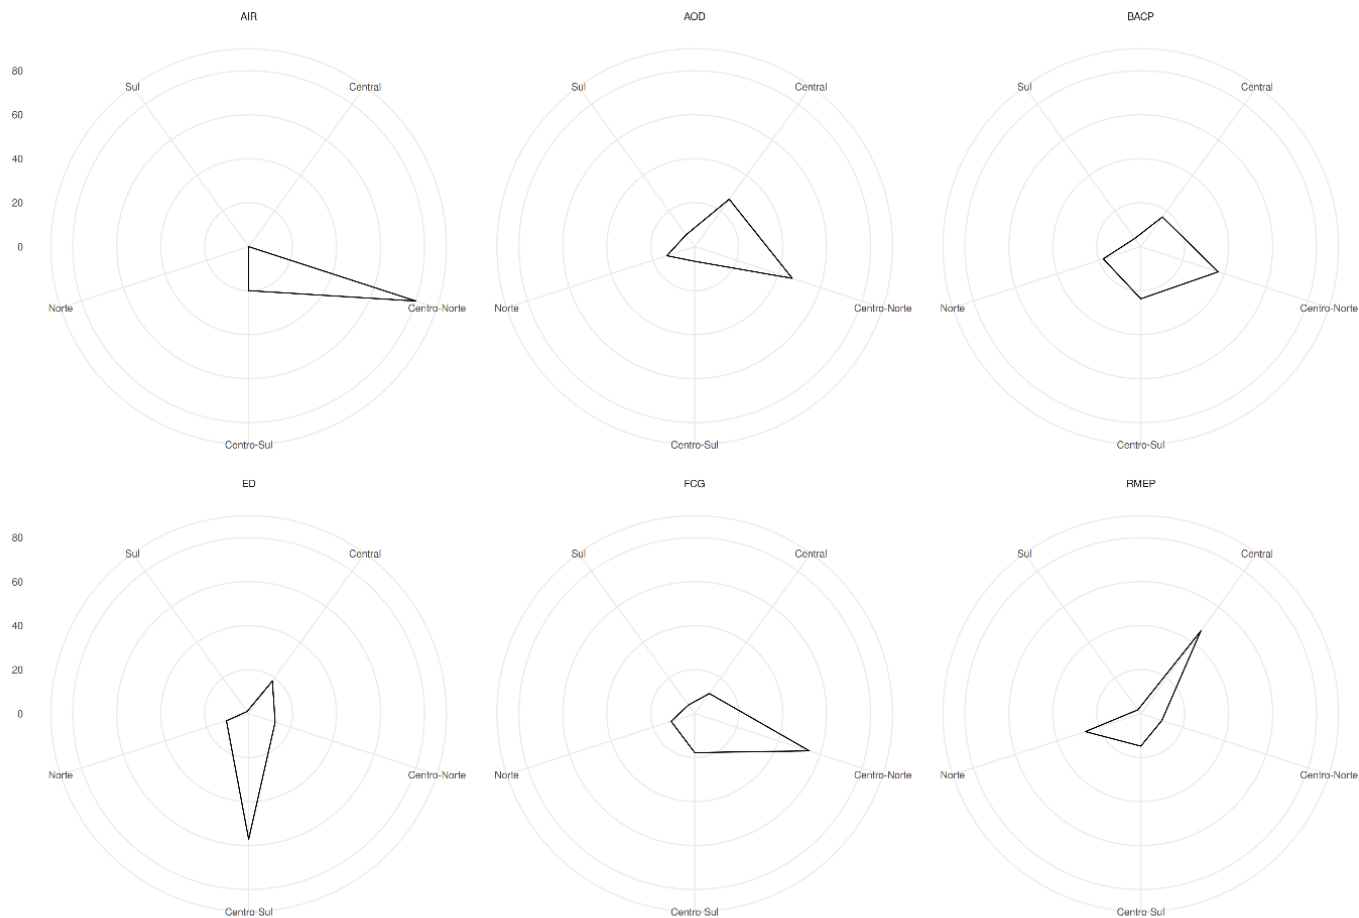 AIR AOD BACP
80
60
40
20
0
Sul Central Sul Central Sul Central
Norte Centro-Norte Norte Centro-Norte Norte Centro-Norte
Centro-Sul Centro-Sul Centro-Sul
ED FCG RMEP
80
60
40
20
0
Sul Central Sul Central Sul Central
Norte Centro-Norte Norte Centro-Norte Norte Centro-Norte
Centro-Sul Centro-Sul Centro-Sul